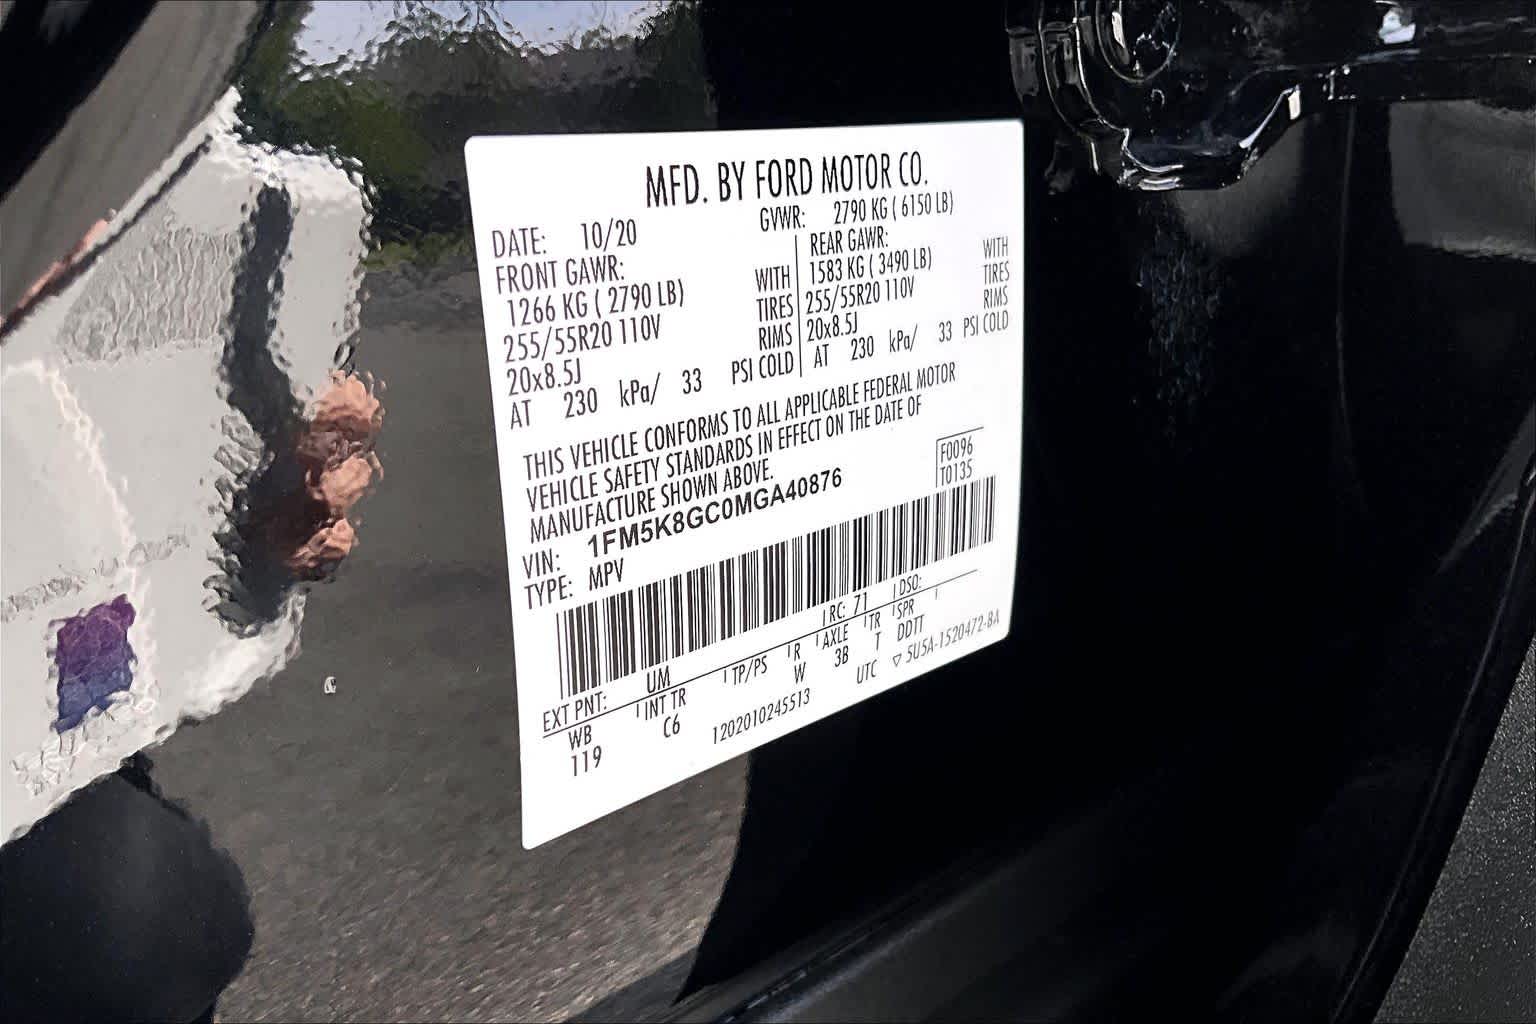 MFD. BY FORD MOTOR CO.
DATE: 10/20 GVWR: 2790 KG ( 6150 LB)
FRONT GAWR: REAR GAWR:
1266 KG ( 2790 LB) WITH 1583 KG ( 3490 LB) WITH
255/55R20 110V TIRES 255/55R20 110V TIRES
20x8.5J RIMS 20x8.5J RIMS
AT 230 kPa/ 33 PSI COLD AT 230 kPa/ 33 PSI COLD
THIS VEHICLE CONFORMS TO ALL APPLICABLE FEDERAL MOTOR
VEHICLE SAFETY STANDARDS IN EFFECT ON THE DATE OF
MANUFACTURE SHOWN ABOVE.
VIN: 1FM5K8GC0MGA40876 F0096
TYPE: MPV T0135
EXT PNT: UM RC: 71 DSO:
WB INT TR TP/PS R AXLE TR SPR
119 C6 W 3B T DDTT
1202010245513 UTC ▽ 5U5A-1520472-BA